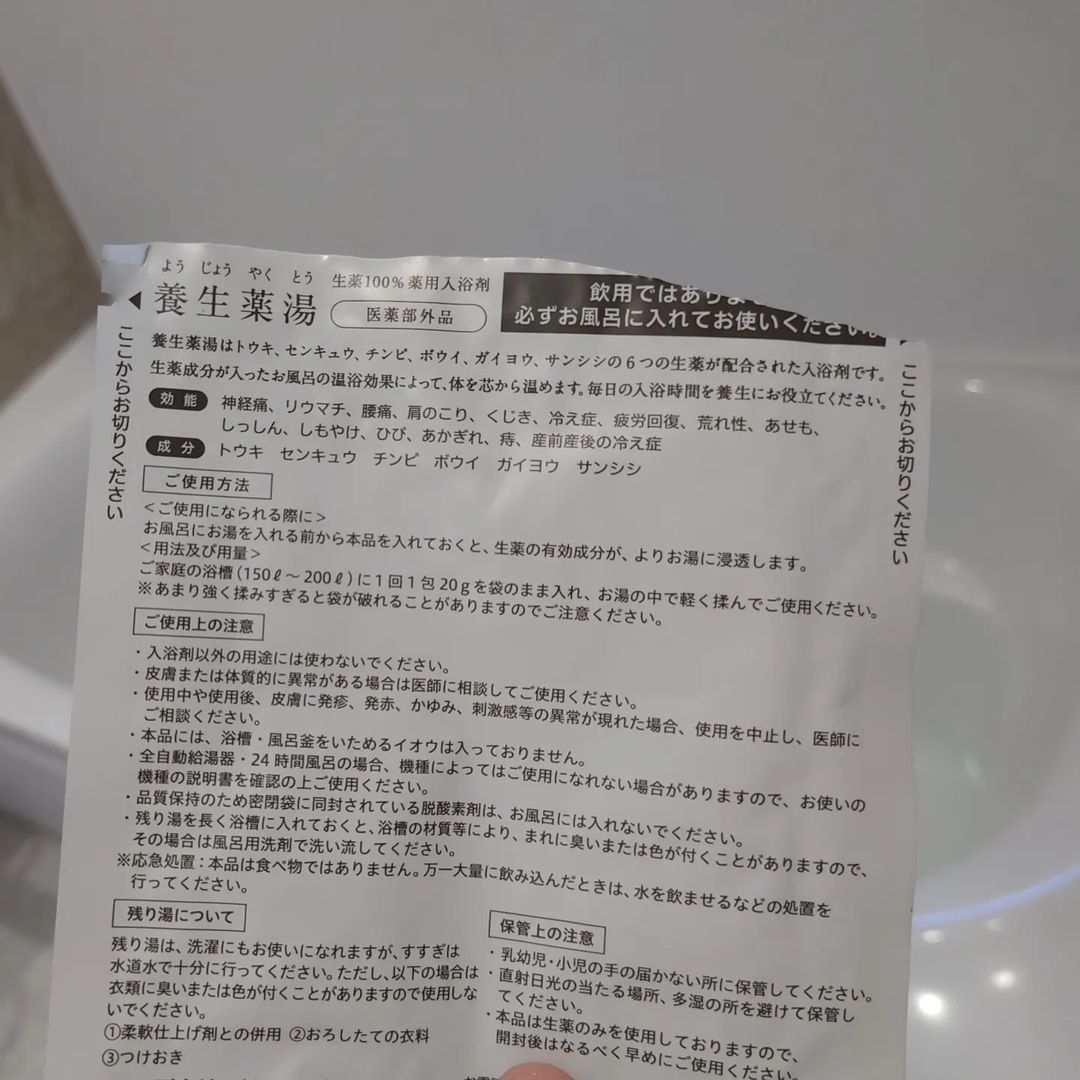 よう じょう やく とう
養生薬湯
生薬100%薬用入浴剤
医薬部外品
飲用ではありま
必ずお風呂に入れてお使いください。
ここからお切りください
ここからお切りください
養生薬湯はトウキ、センキュウ、チンピ、ボウイ、ガイヨウ、サンシシの6つの生薬が配合された入浴剤です。
生薬成分が入ったお風呂の温浴効果によって、体を芯から温めます。毎日の入浴時間を養生にお役立てください。
効能 神経痛、リウマチ、腰痛、肩のこり、くじき、冷え症、疲労回復、荒れ性、あせも、
しっしん、しもやけ、ひび、あかぎれ、痔、産前産後の冷え症
成分 トウキ センキュウ チンピ ボウイ ガイヨウ サンシシ
ご使用方法
<ご使用になられる際に>
お風呂にお湯を入れる前から本品を入れておくと、生薬の有効成分が、よりお湯に浸透します。
<用法及び用量>
ご家庭の浴槽(150ℓ~200ℓ)に1回1包20gを袋のまま入れ、お湯の中で軽く揉んでご使用ください。
※あまり強く揉みすぎると袋が破れることがありますのでご注意ください。
ご使用上の注意
・入浴剤以外の用途には使わないでください。
・皮膚または体質的に異常がある場合は医師に相談してご使用ください。
・使用中や使用後、皮膚に発疹、発赤、かゆみ、刺激感等の異常が現れた場合、使用を中止し、医師に
ご相談ください。
・本品には、浴槽・風呂釜をいためるイオウは入っておりません。
・全自動給湯器・24時間風呂の場合、機種によってはご使用になれない場合がありますので、お使いの
機種の説明書を確認の上ご使用ください。
・品質保持のため密閉袋に同封されている脱酸素剤は、お風呂には入れないでください。
・残り湯を長く浴槽に入れておくと、浴槽の材質等により、まれに臭いまたは色が付くことがありますので、
その場合は風呂用洗剤で洗い流してください。
※応急処置:本品は食べ物ではありません。万一大量に飲み込んだときは、水を飲ませるなどの処置を
行ってください。
残り湯について
残り湯は、洗濯にもお使いになれますが、すすぎは
水道水で十分に行ってください。ただし、以下の場合は
衣類に臭いまたは色が付くことがありますので使用しな
いでください。
①柔軟仕上げ剤との併用 ②おろしたての衣料
③つけおき
保管上の注意
・乳幼児・小児の手の届かない所に保管してください。
・直射日光の当たる場所、多湿の所を避けて保管し
てください。
・本品は生薬のみを使用しておりますので、
開封後はなるべく早めにご使用ください。